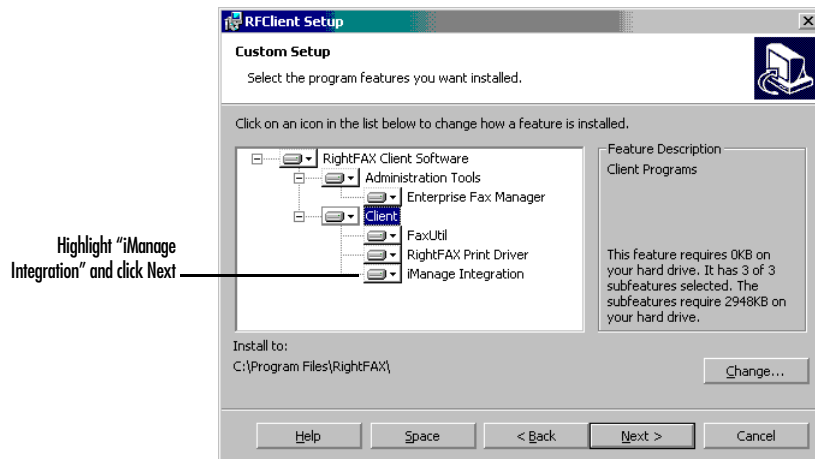 RFClient Setup
Custom Setup
Select the program features you want installed.
Click on an icon in the list below to change how a feature is installed.
RightFAX Client Software
Administration Tools
Enterprise Fax Manager
Client
FaxUtil
RightFAX Print Driver
iManage Integration
Feature Description
Client Programs
This feature requires 0KB on
your hard drive. It has 3 of 3
subfeatures selected. The
subfeatures require 2948KB on
your hard drive.
Highlight “iManage
Integration” and click Next
Install to:
C:\Program Files\RightFAX\
Change...
Help
Space
< Back
Next >
Cancel